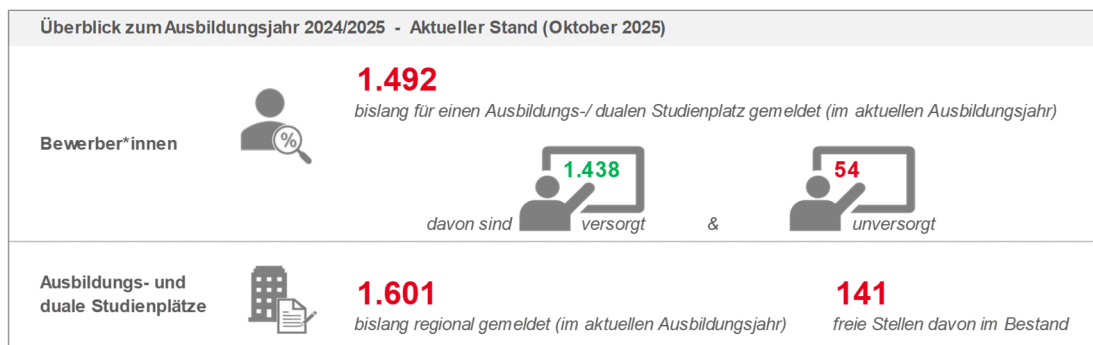 Überblick zum Ausbildungsjahr 2024/2025 - Aktueller Stand (Oktober 2025)
1.492
bislang für einen Ausbildungs-/ dualen Studienplatz gemeldet (im aktuellen Ausbildungsjahr)
Bewerber*innen
%
1.438
54
davon sind versorgt & unversorgt
Ausbildungs- und
duale Studienplätze
1.601
141
bislang regional gemeldet (im aktuellen Ausbildungsjahr)
freie Stellen davon im Bestand